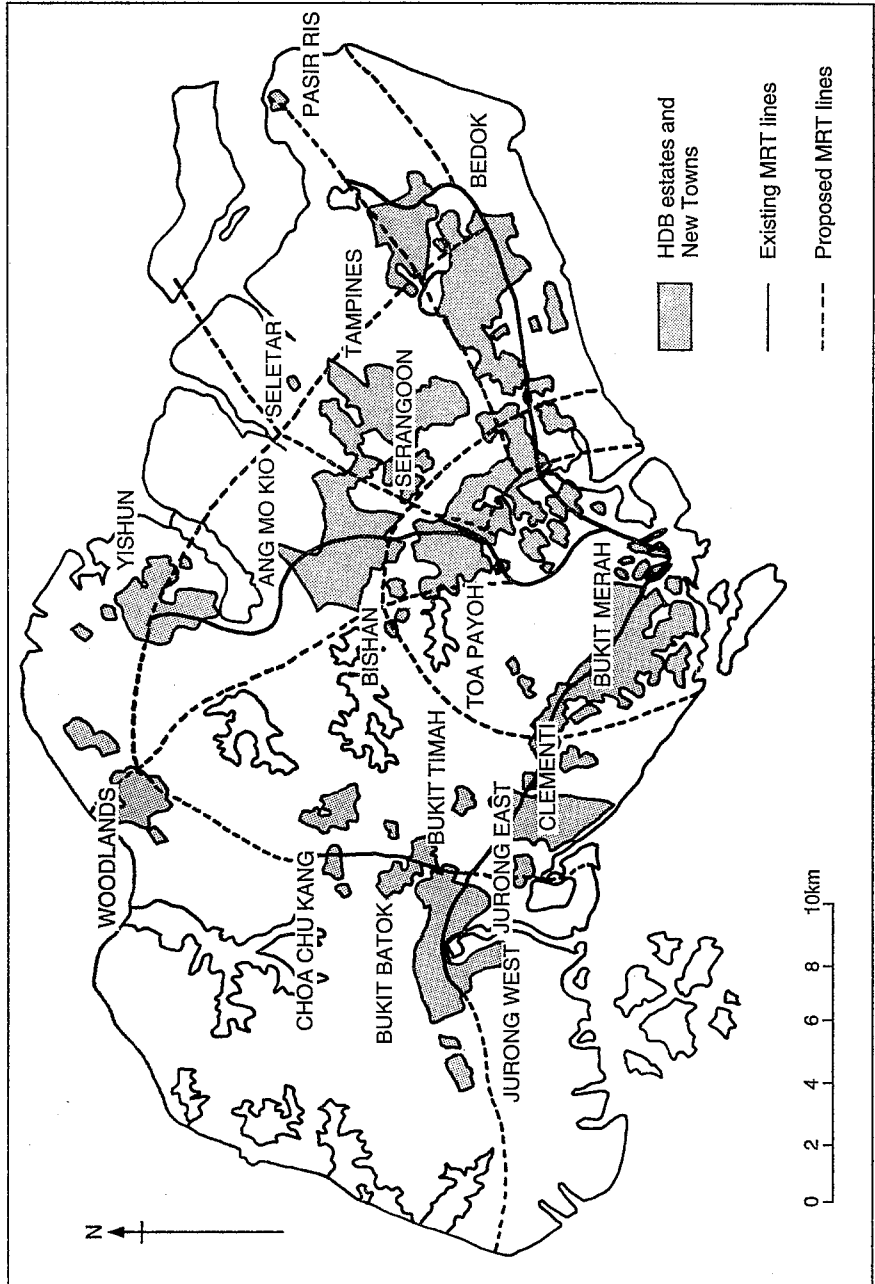 N
WOODLANDS
YISHUN
SELETAR
PASIR RIS
ANG MO KIO
TAMPINES
CHOA CHU KANG
BISHAN
SERANGOON
BEDOK
BUKIT BATOK
BUKIT TIMAH
TOA PAYOH
JURONG WEST
JURONG EAST
CLEMENTI
BUKIT MERAH
HDB estates and
New Towns
Existing MRT lines
Proposed MRT lines
0 2 4 6 8 10km